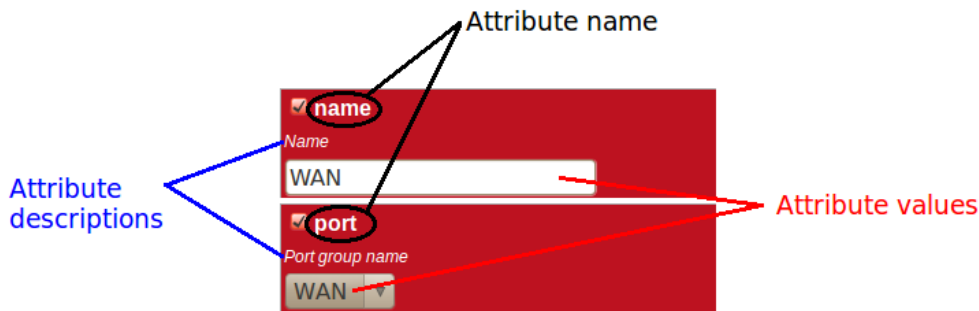 Attribute name
name
Name
WAN
Attribute
descriptions
Attribute values
port
Port group name
WAN